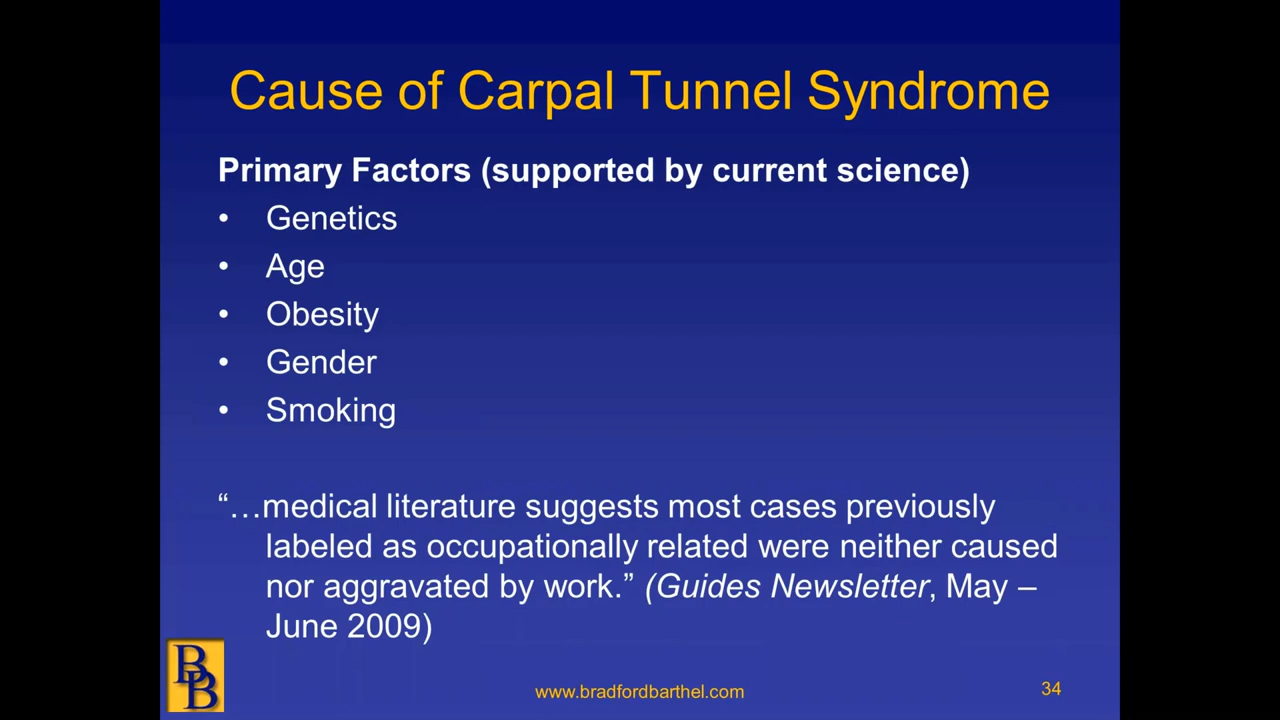 Cause of Carpal Tunnel Syndrome
Primary Factors (supported by current science)
• Genetics
• Age
• Obesity
• Gender
• Smoking
“…medical literature suggests most cases previously
labeled as occupationally related were neither caused
nor aggravated by work.” (Guides Newsletter, May –
June 2009)
BB
www.bradfordbarthel.com
34